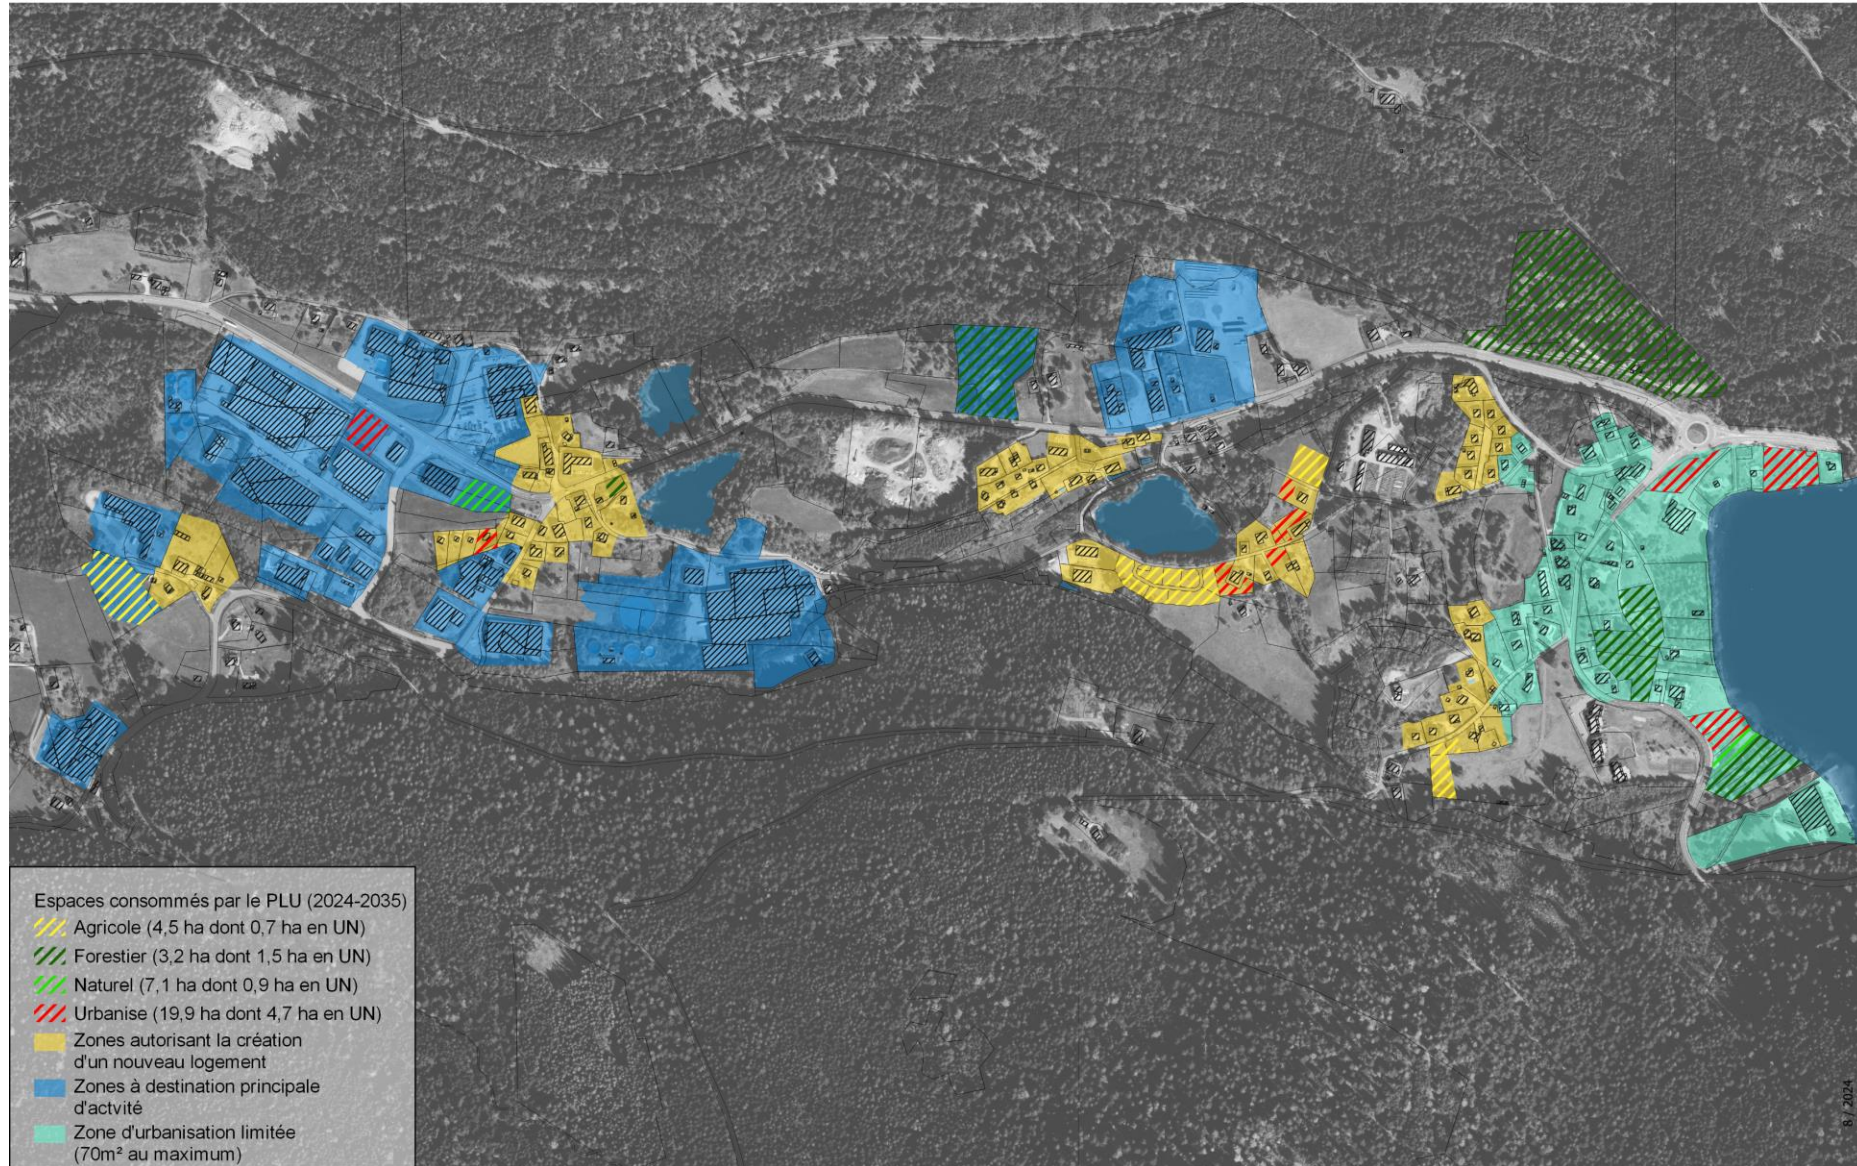 Espaces consommés par le PLU (2024-2035)
Agricole (4,5 ha dont 0,7 ha en UN)
Forestier (3,2 ha dont 1,5 ha en UN)
Naturel (7,1 ha dont 0,9 ha en UN)
Urbanise (19,9 ha dont 4,7 ha en UN)
Zones autorisant la création
d'un nouveau logement
Zones à destination principale
d'actvité
Zone d'urbanisation limitée
(70m² au maximum)
8 / 2024